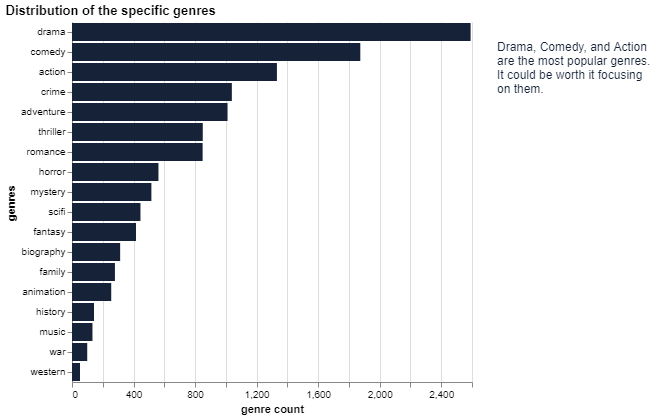 Distribution of the specific genres
drama
comedy
action
crime
adventure
thriller
romance
horror
mystery
scifi
fantasy
biography
family
animation
history
music
war
western
genres
0 400 800 1,200 1,600 2,000 2,400
genre count
Drama, Comedy, and Action
are the most popular genres.
It could be worth it focusing
on them.